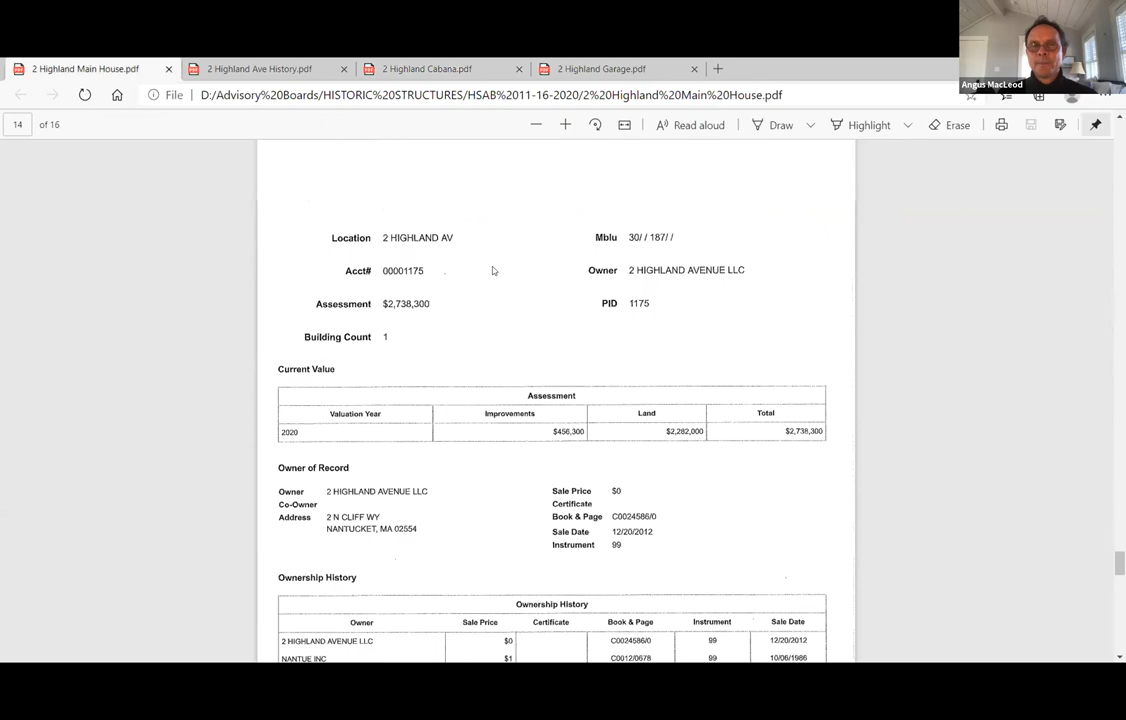 2 Highland Main House.pdf
2 Highland Ave History.pdf
2 Highland Cabana.pdf
2 Highland Garage.pdf
Angus MacLeod
File D:/Advisory%20Boards/HISTORIC%20STRUCTURES/HSAB%2011-16-2020/2%20Highland%20Main%20House.pdf
14 of 16
Read aloud
Draw
Highlight
Erase
Location 2 HIGHLAND AV Mblu 30/ / 187/ /
Acct# 00001175 Owner 2 HIGHLAND AVENUE LLC
Assessment $2,738,300 PID 1175
Building Count 1
Current Value
Assessment
Valuation Year Improvements Land Total
2020 $456,300 $2,282,000 $2,738,300
Owner of Record
Owner 2 HIGHLAND AVENUE LLC Sale Price $0
Co-Owner Certificate
Address 2 N CLIFF WY Book & Page C0024586/0
NANTUCKET, MA 02554 Sale Date 12/20/2012
Instrument 99
Ownership History
Ownership History
Owner Sale Price Certificate Book & Page Instrument Sale Date
2 HIGHLAND AVENUE LLC $0 C0024586/0 99 12/20/2012
NANTUE INC $1 C0012/0678 99 10/06/1986